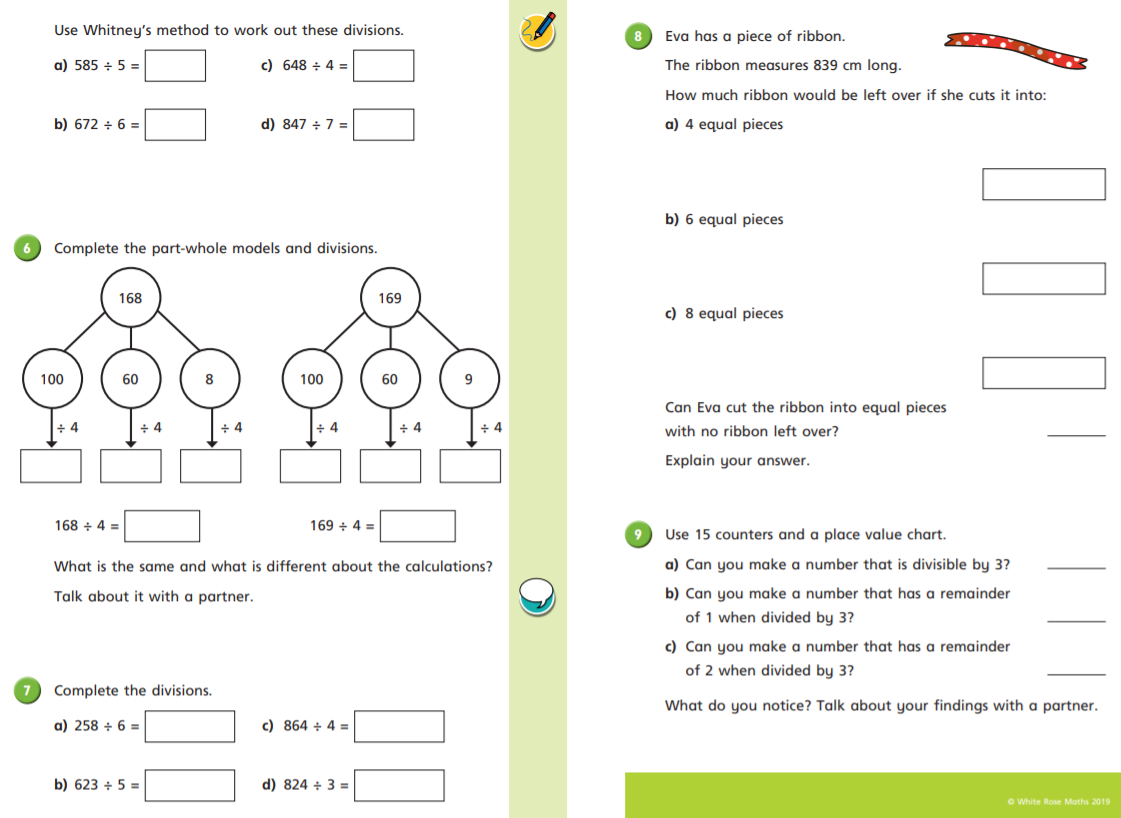 Use Whitney's method to work out these divisions.
a) 585 ÷ 5 =
c) 648 ÷ 4 =
b) 672 ÷ 6 =
d) 847 ÷ 7 =
6 Complete the part-whole models and divisions.
168
169
100 60 8
100 60 9
÷ 4 ÷ 4 ÷ 4
÷ 4 ÷ 4 ÷ 4
168 ÷ 4 =
169 ÷ 4 =
What is the same and what is different about the calculations?
Talk about it with a partner.
7 Complete the divisions.
a) 258 ÷ 6 =
c) 864 ÷ 4 =
b) 623 ÷ 5 =
d) 824 ÷ 3 =
8 Eva has a piece of ribbon.
The ribbon measures 839 cm long.
How much ribbon would be left over if she cuts it into:
a) 4 equal pieces
b) 6 equal pieces
c) 8 equal pieces
Can Eva cut the ribbon into equal pieces
with no ribbon left over?
Explain your answer.
9 Use 15 counters and a place value chart.
a) Can you make a number that is divisible by 3?
b) Can you make a number that has a remainder
of 1 when divided by 3?
c) Can you make a number that has a remainder
of 2 when divided by 3?
What do you notice? Talk about your findings with a partner.
© White Rose Maths 2019